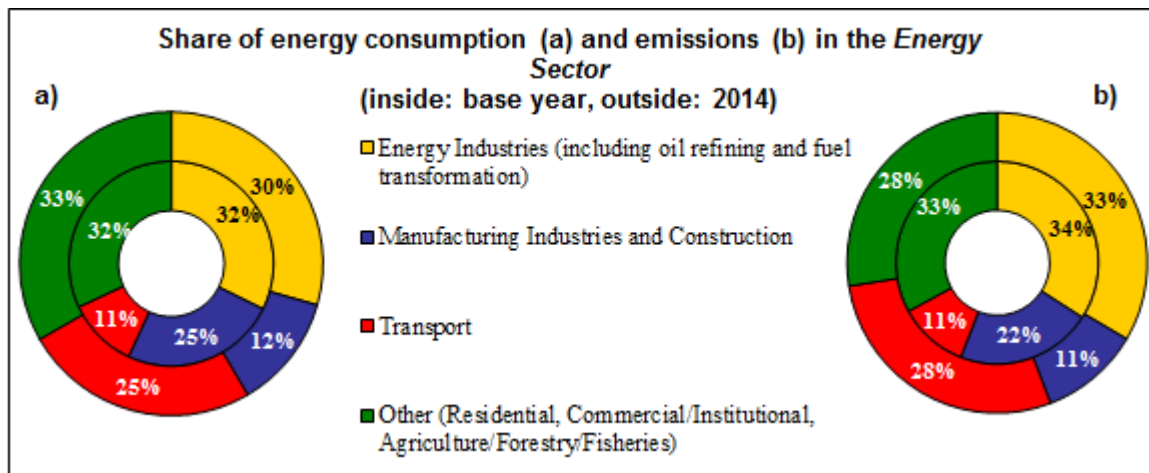 Share of energy consumption (a) and emissions (b) in the Energy
Sector
(inside: base year, outside: 2014)
a)
b)
33%
30%
32%
32%
11%
25%
12%
25%
Energy Industries (including oil refining and fuel
transformation)
Manufacturing Industries and Construction
Transport
Other (Residential, Commercial/Institutional,
Agriculture/Forestry/Fisheries)
28%
33%
33%
34%
11%
22%
11%
28%